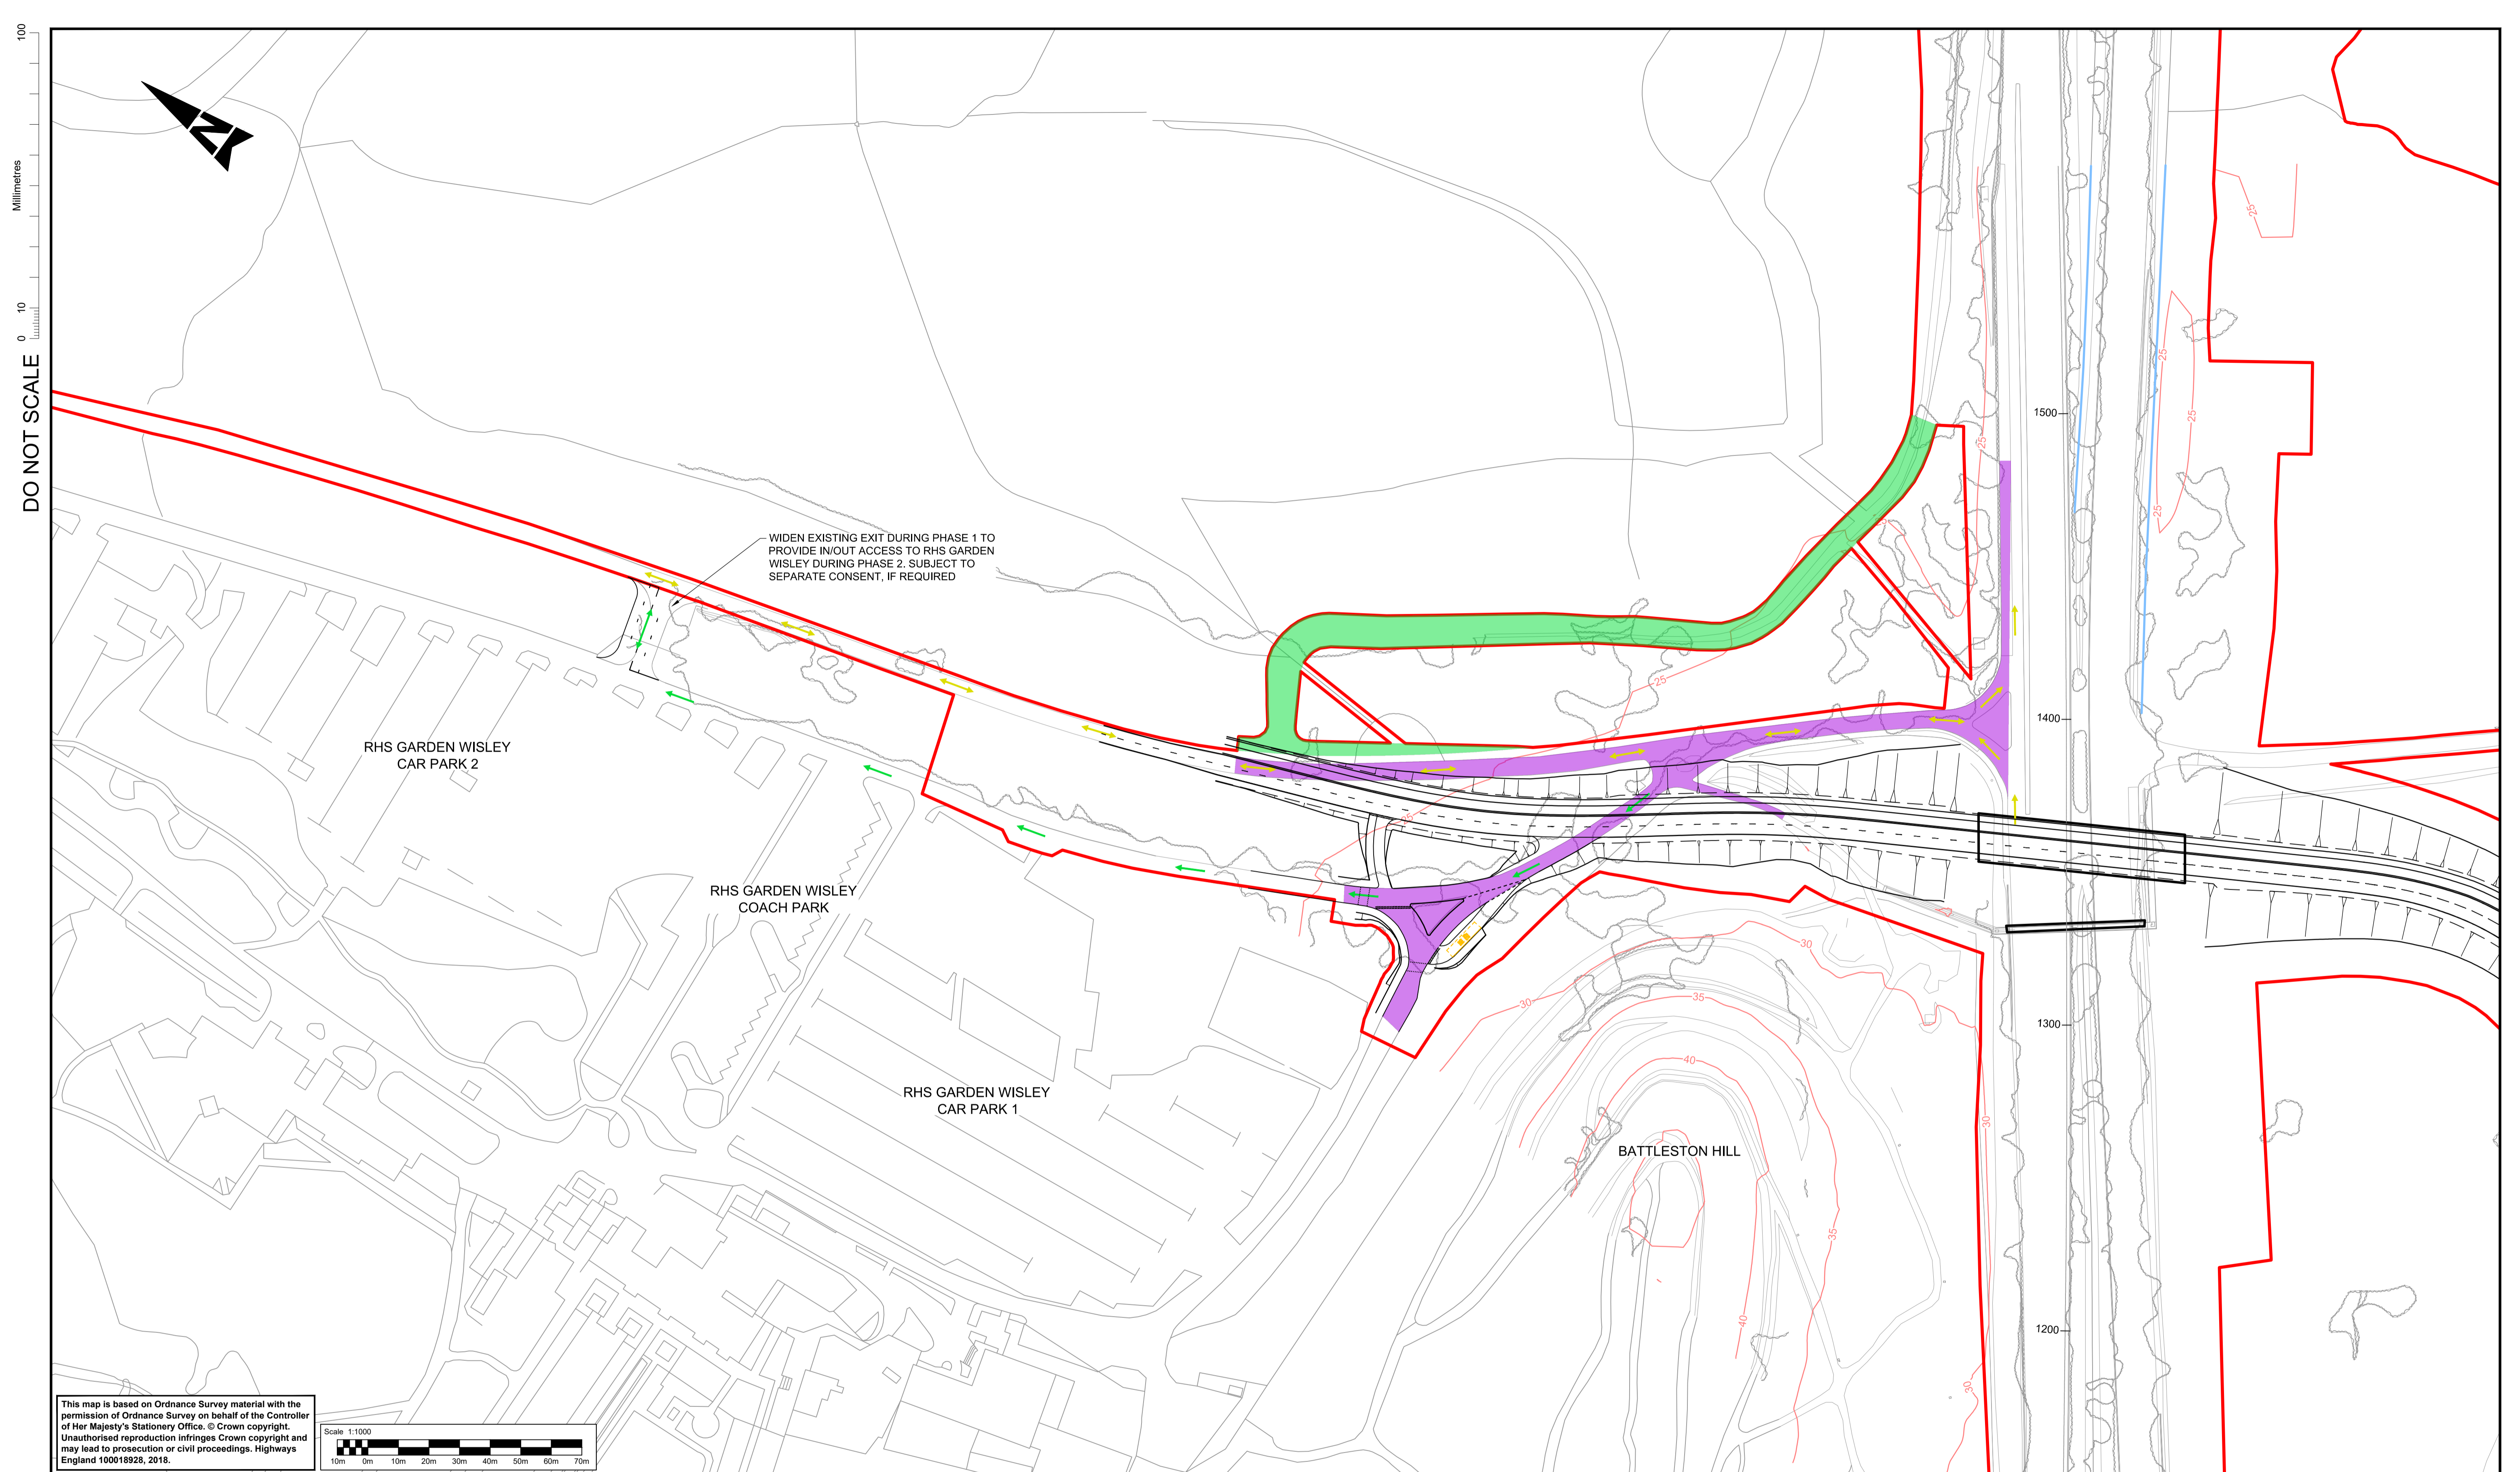 100
Millimetres
10
0
DO NOT SCALE
N
WIDEN EXISTING EXIT DURING PHASE 1 TO
PROVIDE IN/OUT ACCESS TO RHS GARDEN
WISLEY DURING PHASE 2. SUBJECT TO
SEPARATE CONSENT, IF REQUIRED
25
25
25
25
25
25
25
25
1500
1400
1300
1200
RHS GARDEN WISLEY
CAR PARK 2
RHS GARDEN WISLEY
COACH PARK
RHS GARDEN WISLEY
CAR PARK 1
BATTLESTON HILL
30
30
35
40
30
35
40
30
This map is based on Ordnance Survey material with the
permission of Ordnance Survey on behalf of the Controller
of Her Majesty's Stationery Office. © Crown copyright.
Unauthorised reproduction infringes Crown copyright and
may lead to prosecution or civil proceedings. Highways
England 100018928, 2018.
Scale 1:1000
10m 0m 10m 20m 30m 40m 50m 60m 70m